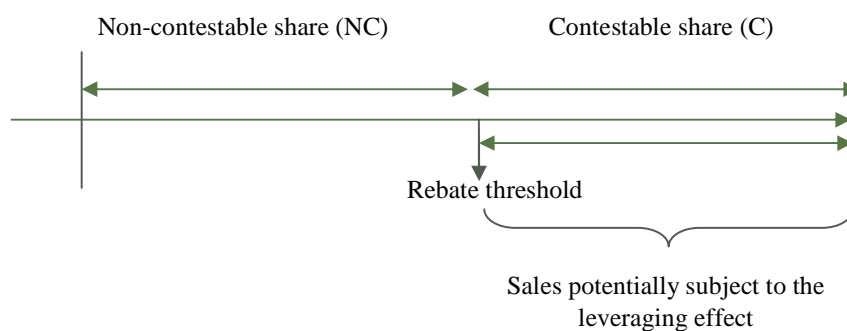 Non-contestable share (NC)
Contestable share (C)
Rebate threshold
Sales potentially subject to the
leveraging effect